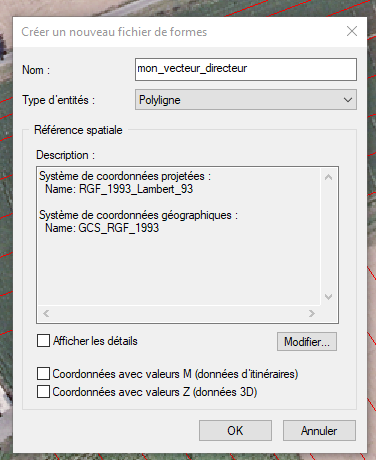 Créer un nouveau fichier de formes
Nom :
mon_vecteur_directeur
Type d'entités :
Polyligne
Référence spatiale
Description :
Système de coordonnées projetées :
Name: RGF_1993_Lambert_93
Système de coordonnées géographiques :
Name: GCS_RGF_1993
Afficher les détails
Modifier...
Coordonnées avec valeurs M (données d'itinéraires)
Coordonnées avec valeurs Z (données 3D)
OK
Annuler